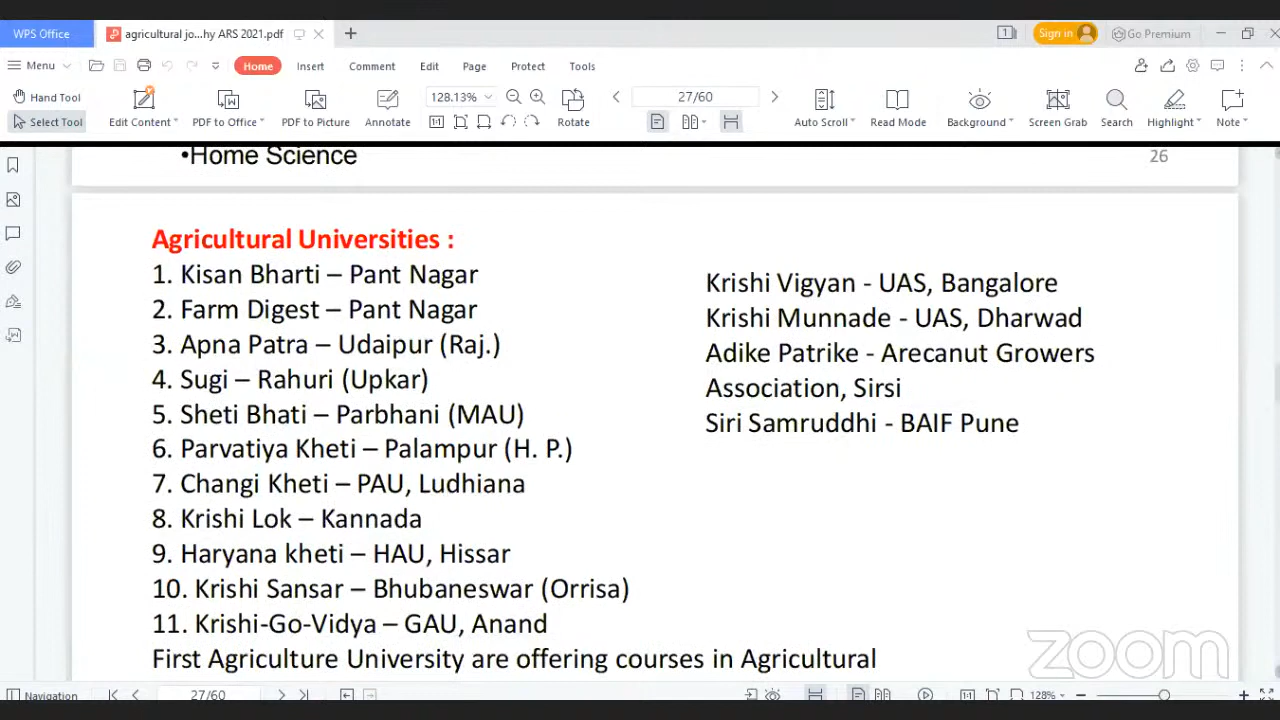 WPS Office
agricultural jo...hy ARS 2021.pdf
Sign in
Go Premium
Menu
Home
Insert
Comment
Edit
Page
Protect
Tools
Hand Tool
Select Tool
Edit Content
PDF to Office
PDF to Picture
Annotate
128.13%
Rotate
27/60
Auto Scroll
Read Mode
Background
Screen Grab
Search
Highlight
Note
•Home Science
26
Agricultural Universities :
1. Kisan Bharti – Pant Nagar
2. Farm Digest – Pant Nagar
3. Apna Patra – Udaipur (Raj.)
4. Sugi – Rahuri (Upkar)
5. Sheti Bhati – Parbhani (MAU)
6. Parvatiya Kheti – Palampur (H. P.)
7. Changi Kheti – PAU, Ludhiana
8. Krishi Lok – Kannada
9. Haryana kheti – HAU, Hissar
10. Krishi Sansar – Bhubaneswar (Orrisa)
11. Krishi-Go-Vidya – GAU, Anand
First Agriculture University are offering courses in Agricultural
Krishi Vigyan - UAS, Bangalore
Krishi Munnade - UAS, Dharwad
Adike Patrike - Arecanut Growers
Association, Sirsi
Siri Samruddhi - BAIF Pune
zoom
Navigation
27/60
128%